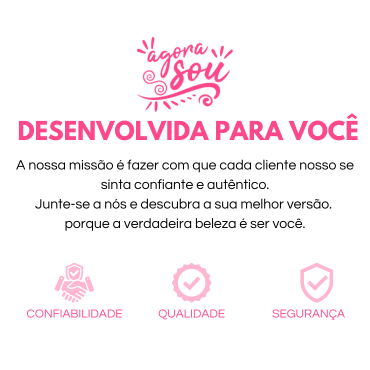 agora
sou
DESENVOLVIDA PARA VOCÊ
A nossa missão é fazer com que cada cliente nosso se
sinta confiante e autêntico.
Junte-se a nós e descubra a sua melhor versão.
porque a verdadeira beleza é ser você.
CONFIABILIDADE QUALIDADE SEGURANÇA